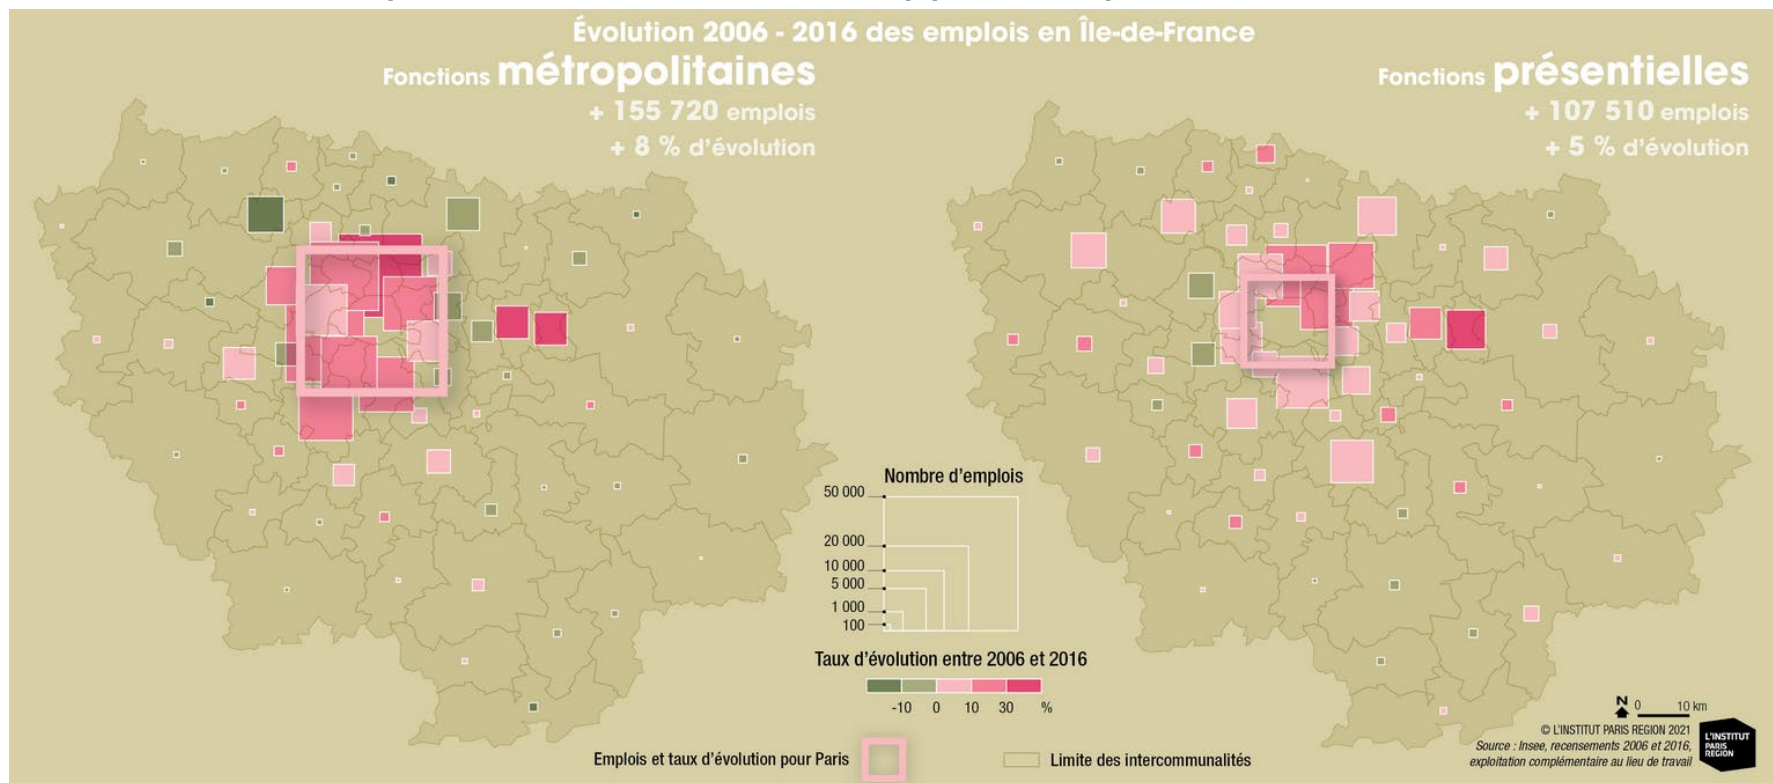 Évolution 2006 - 2016 des emplois en Île-de-France
Fonctions métropolitaines
+ 155 720 emplois
+ 8 % d'évolution
Fonctions présentielles
+ 107 510 emplois
+ 5 % d'évolution
Nombre d'emplois
50 000
20 000
10 000
5 000
1 000
100
Taux d'évolution entre 2006 et 2016
-10 0 10 30 %
Emplois et taux d'évolution pour Paris
Limite des intercommunalités
N 0 10 km
© L'INSTITUT PARIS REGION 2021
Source : Insee, recensements 2006 et 2016,
exploitation complémentaire au lieu de travail
L'INSTITUT
PARIS
REGION